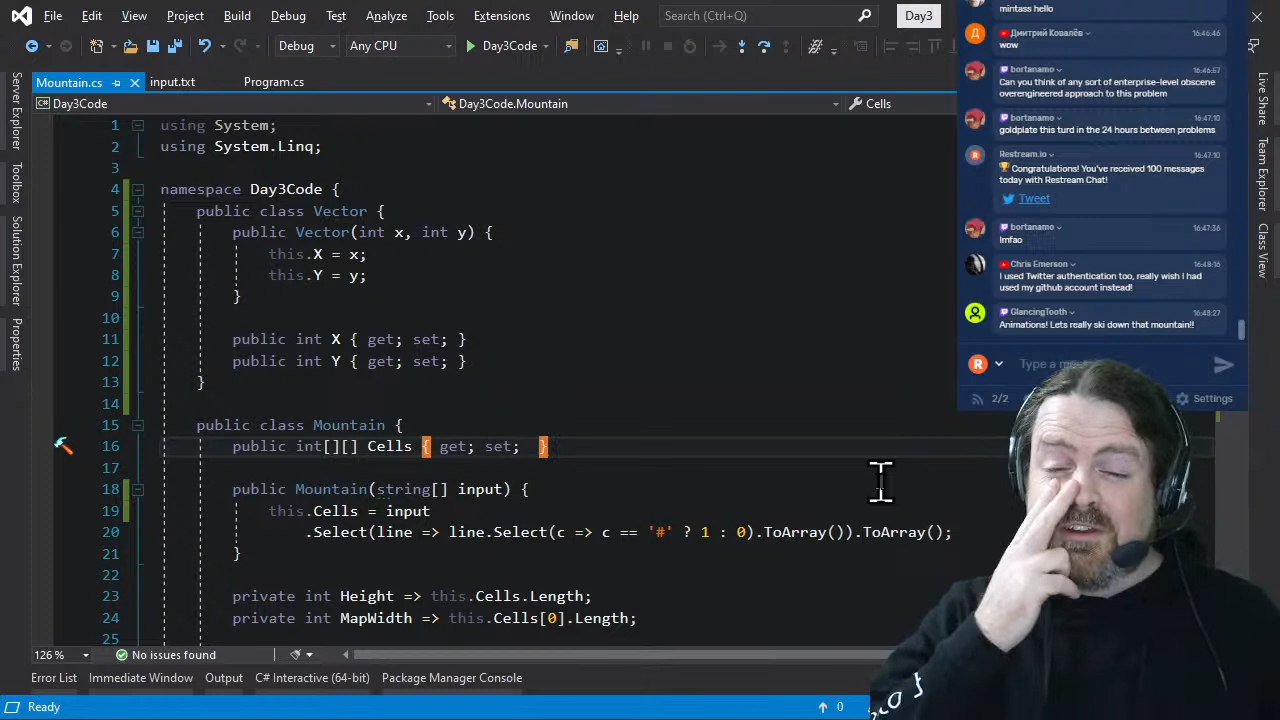 File Edit View Project Build Debug Test Analyze Tools Extensions Window Help Search (Ctrl+Q) Day3
Debug Any CPU Day3Code
Mountain.cs input.txt Program.cs
Day3Code Day3Code.Mountain Cells
Server Explorer
Toolbox
Solution Explorer
Properties
1 using System;
2 using System.Linq;
3
4 namespace Day3Code {
5 public class Vector {
6 public Vector(int x, int y) {
7 this.X = x;
8 this.Y = y;
9 }
10
11 public int X { get; set; }
12 public int Y { get; set; }
13 }
14
15 public class Mountain {
16 public int[][] Cells { get; set;  }
17
18 public Mountain(string[] input) {
19 this.Cells = input
20 .Select(line => line.Select(c => c == '#' ? 1 : 0).ToArray()).ToArray();
21 }
22
23 private int Height => this.Cells.Length;
24 private int MapWidth => this.Cells[0].Length;
25
126 % No issues found
Error List Immediate Window Output C# Interactive (64-bit) Package Manager Console
Ready 0
mintass hello
Дмитрий Ковалёв 16:46:46
wow
bortanamo 16:46:57
Can you think of any sort of enterprise-level obscene
overengineered approach to this problem
bortanamo 16:47:10
goldplate this turd in the 24 hours between problems
Restream.io 16:47:10
Congratulations! You've received 100 messages
today with Restream Chat!
Tweet
bortanamo 16:47:36
lmfao
Chris Emerson 16:48:16
I used Twitter authentication too, really wish I had
used my github account instead!
GlancingTooth 16:48:27
Animations! Lets really ski down that mountain!!
R Type a
2/2 Settings
Live Share
Team Explorer
Class View